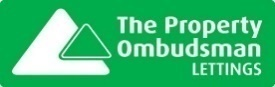 The Property
Ombudsman
LETTINGS